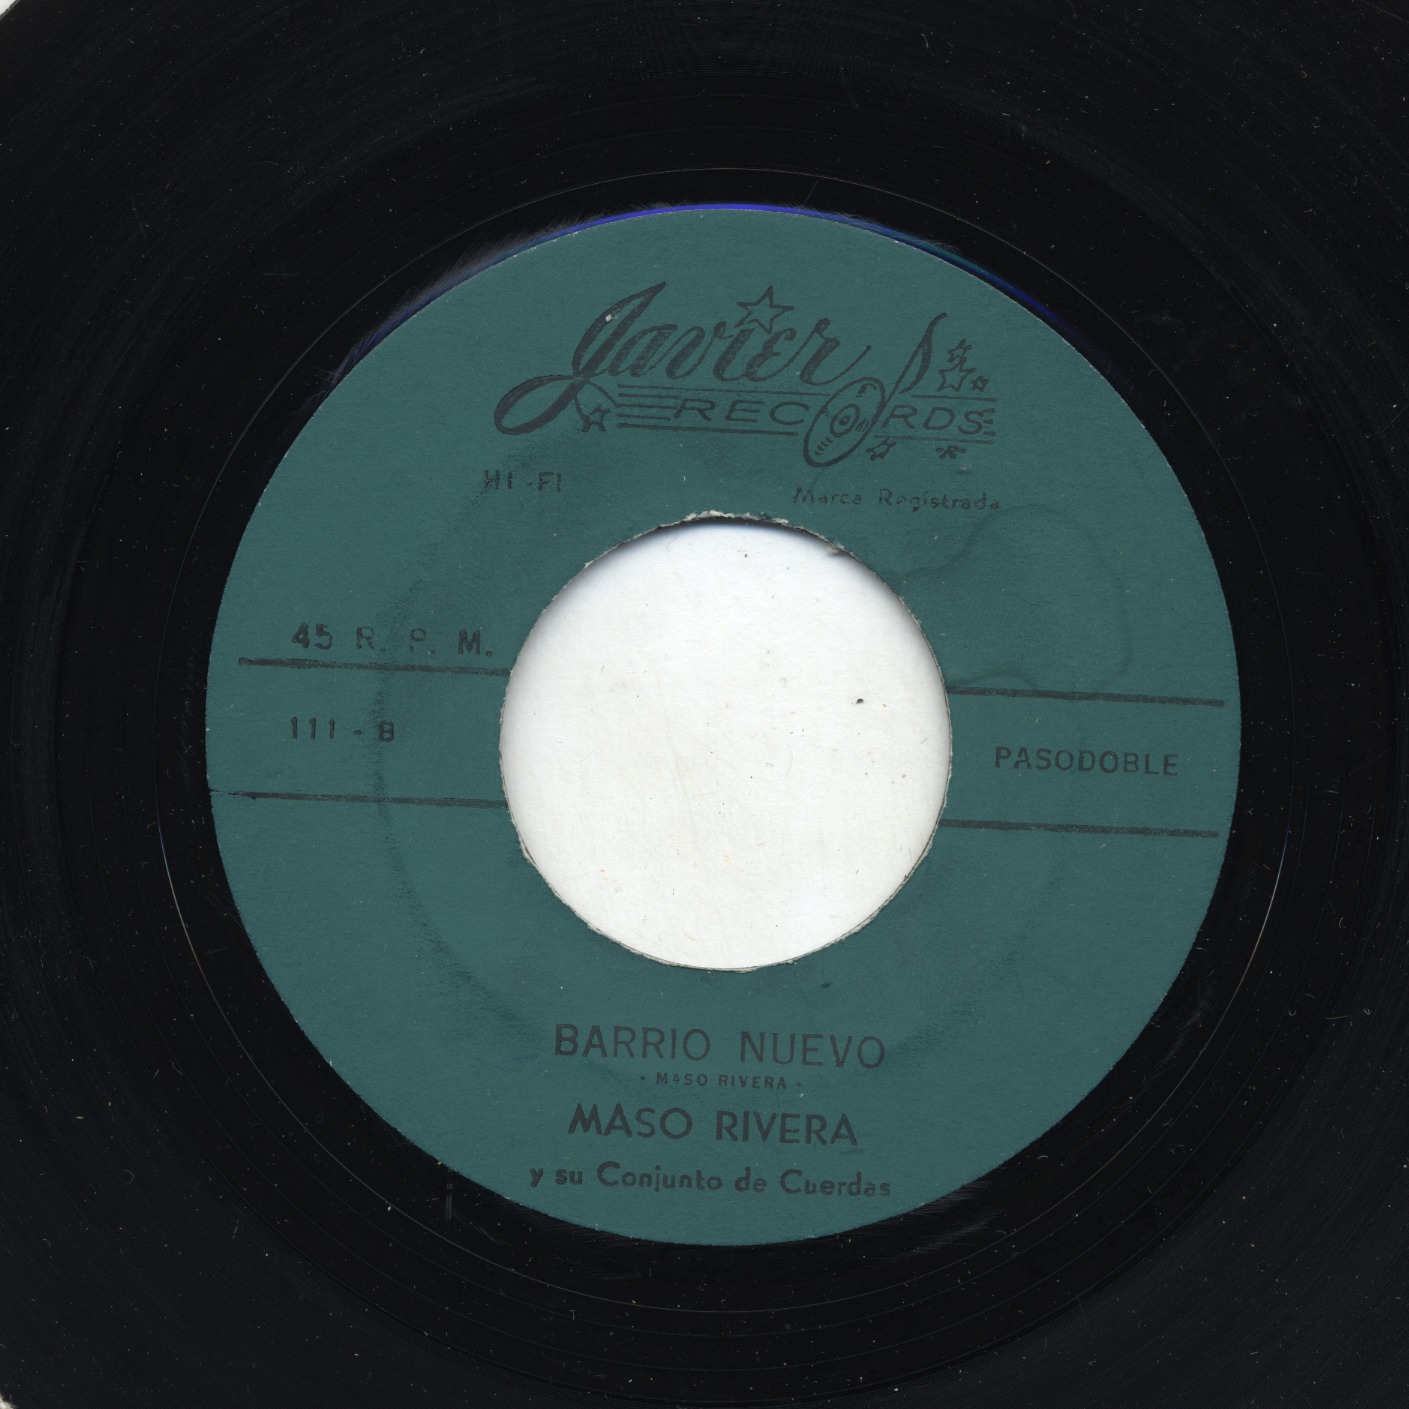 Javier
RECORDS
"R"
HI-FI
Marca Registrada
45 R. P. M.
111 - B
PASODOBLE
BARRIO NUEVO
- MASO RIVERA -
MASO RIVERA
y su Conjunto de Cuerdas